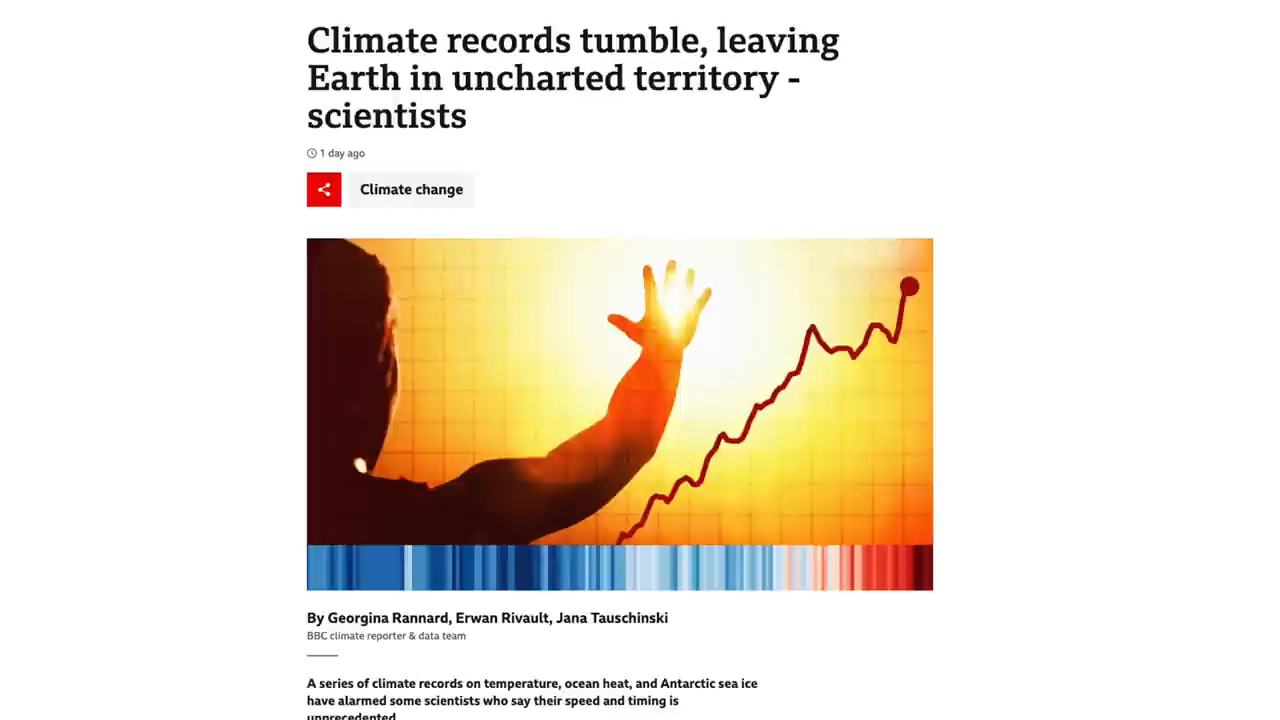 Climate records tumble, leaving
Earth in uncharted territory -
scientists
1 day ago
Climate change
By Georgina Rannard, Erwan Rivault, Jana Tauschinski
BBC climate reporter & data team
A series of climate records on temperature, ocean heat, and Antarctic sea ice
have alarmed some scientists who say their speed and timing is
unprecedented